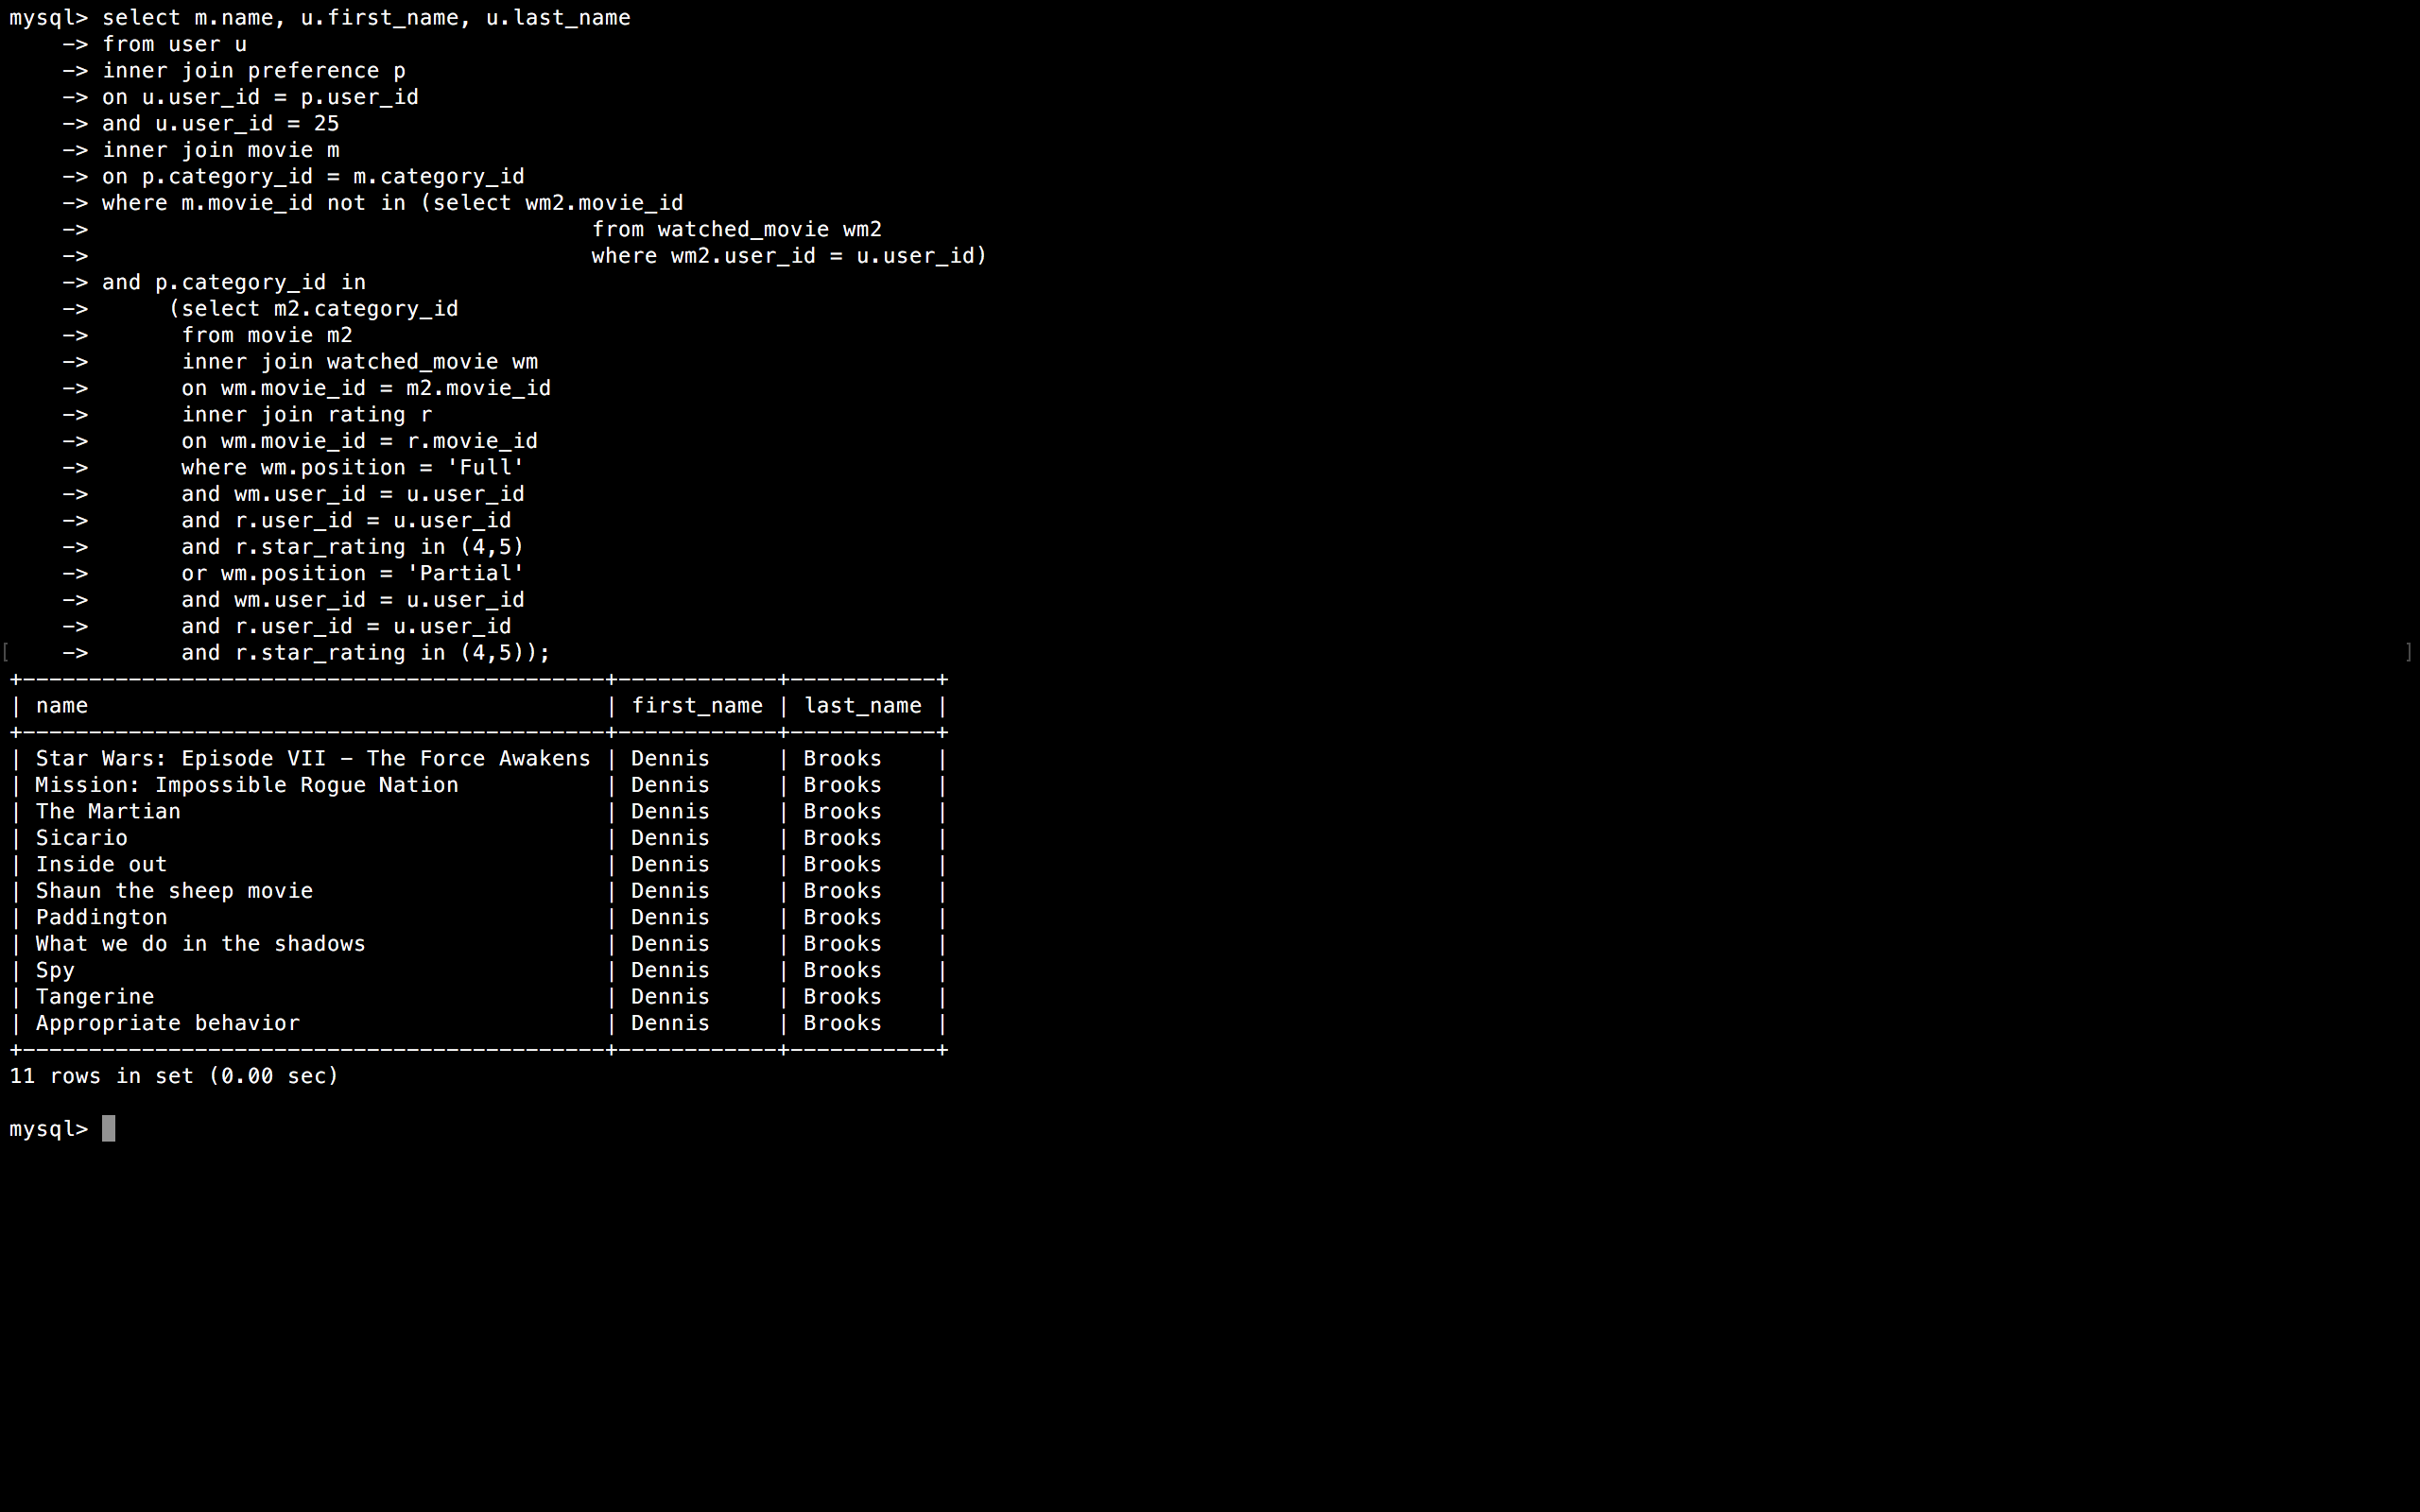 mysql> select m.name, u.first_name, u.last_name
    -> from user u
    -> inner join preference p
    -> on u.user_id = p.user_id
    -> and u.user_id = 25
    -> inner join movie m
    -> on p.category_id = m.category_id
    -> where m.movie_id not in (select wm2.movie_id
    ->                                      from watched_movie wm2
    ->                                      where wm2.user_id = u.user_id)
    -> and p.category_id in
    ->      (select m2.category_id
    ->       from movie m2
    ->       inner join watched_movie wm
    ->       on wm.movie_id = m2.movie_id
    ->       inner join rating r
    ->       on wm.movie_id = r.movie_id
    ->       where wm.position = 'Full'
    ->       and wm.user_id = u.user_id
    ->       and r.user_id = u.user_id
    ->       and r.star_rating in (4,5)
    ->       or wm.position = 'Partial'
    ->       and wm.user_id = u.user_id
    ->       and r.user_id = u.user_id
[    ->       and r.star_rating in (4,5)); ]
+--------------------------------------------+------------+-----------+
| name                                       | first_name | last_name |
+--------------------------------------------+------------+-----------+
| Star Wars: Episode VII - The Force Awakens | Dennis     | Brooks    |
| Mission: Impossible Rogue Nation           | Dennis     | Brooks    |
| The Martian                                | Dennis     | Brooks    |
| Sicario                                    | Dennis     | Brooks    |
| Inside out                                 | Dennis     | Brooks    |
| Shaun the sheep movie                      | Dennis     | Brooks    |
| Paddington                                 | Dennis     | Brooks    |
| What we do in the shadows                  | Dennis     | Brooks    |
| Spy                                        | Dennis     | Brooks    |
| Tangerine                                  | Dennis     | Brooks    |
| Appropriate behavior                       | Dennis     | Brooks    |
+--------------------------------------------+------------+-----------+
11 rows in set (0.00 sec)
mysql>